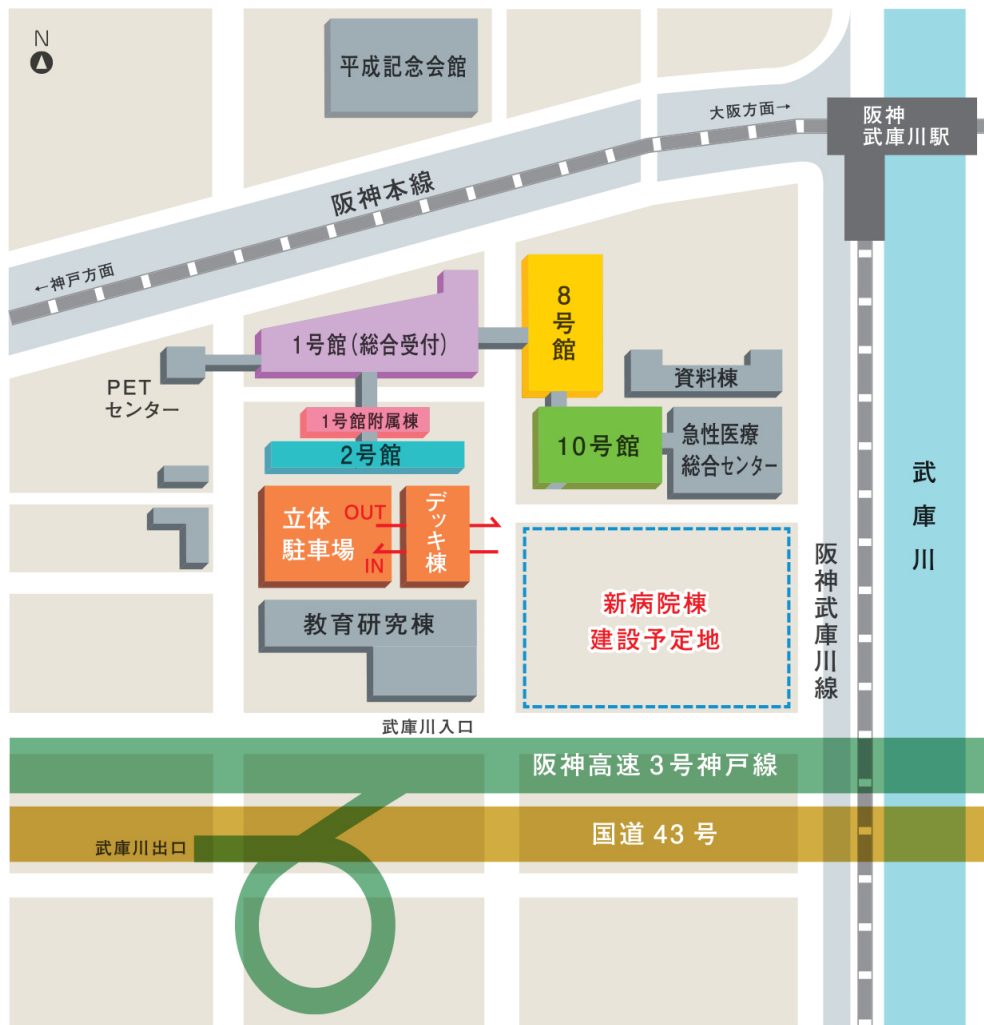 N
平成記念会館
大阪方面→
阪神
武庫川駅
阪神本線
←神戸方面
8号館
1号館(総合受付)
PET
センター
資料棟
1号館附属棟
10号館
急性医療
総合センター
2号館
武庫川
立体
駐車場
OUT
IN
デッキ棟
阪神武庫川線
新病院棟
建設予定地
教育研究棟
武庫川入口
阪神高速 3号神戸線
国道 43 号
武庫川出口